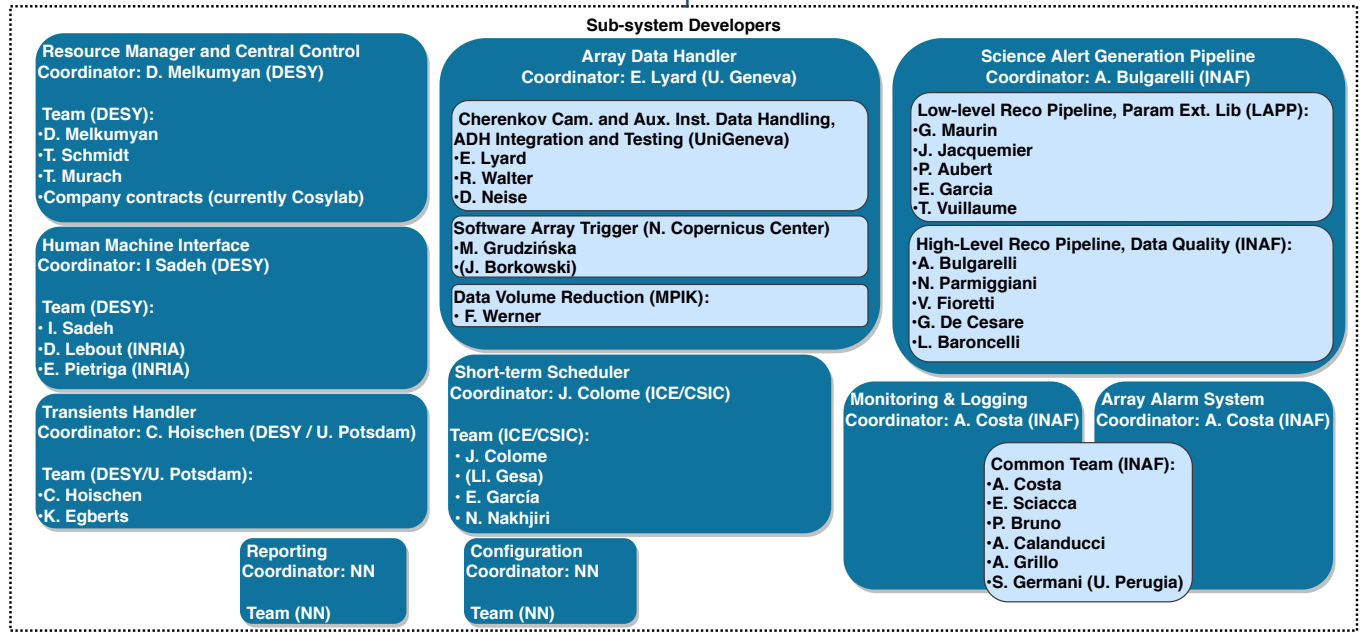 Sub-system Developers
Resource Manager and Central Control
Coordinator: D. Melkumyan (DESY)
Team (DESY):
•D. Melkumyan
•T. Schmidt
•T. Murach
•Company contracts (currently Cosylab)
Human Machine Interface
Coordinator: I Sadeh (DESY)
Team (DESY):
• I. Sadeh
•D. Lebout (INRIA)
•E. Pietriga (INRIA)
Transients Handler
Coordinator: C. Hoischen (DESY / U. Potsdam)
Team (DESY/U. Potsdam):
•C. Hoischen
•K. Egberts
Reporting
Coordinator: NN
Team (NN)
Array Data Handler
Coordinator: E. Lyard (U. Geneva)
Cherenkov Cam. and Aux. Inst. Data Handling,
ADH Integration and Testing (UniGeneva)
•E. Lyard
•R. Walter
•D. Neise
Software Array Trigger (N. Copernicus Center)
•M. Grudzińska
•(J. Borkowski)
Data Volume Reduction (MPIK):
• F. Werner
Short-term Scheduler
Coordinator: J. Colome (ICE/CSIC)
Team (ICE/CSIC):
• J. Colome
• (Ll. Gesa)
• E. García
• N. Nakhjiri
Configuration
Coordinator: NN
Team (NN)
Science Alert Generation Pipeline
Coordinator: A. Bulgarelli (INAF)
Low-level Reco Pipeline, Param Ext. Lib (LAPP):
•G. Maurin
•J. Jacquemier
•P. Aubert
•E. Garcia
•T. Vuillaume
High-Level Reco Pipeline, Data Quality (INAF):
•A. Bulgarelli
•N. Parmiggiani
•V. Fioretti
•G. De Cesare
•L. Baroncelli
Monitoring & Logging
Coordinator: A. Costa (INAF)
Array Alarm System
Coordinator: A. Costa (INAF)
Common Team (INAF):
•A. Costa
•E. Sciacca
•P. Bruno
•A. Calanducci
•A. Grillo
•S. Germani (U. Perugia)